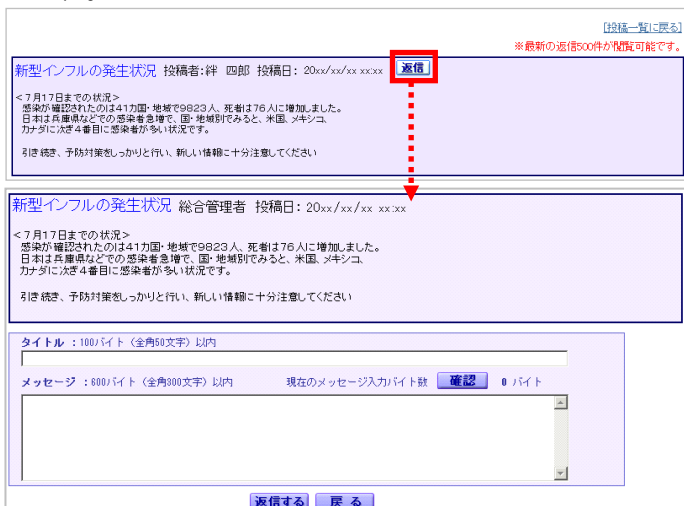 [投稿一覧に戻る]
※最新の返信500件が閲覧可能です。
新型インフルの発生状況 投稿者:絆 四郎 投稿日: 20xx/xx/xx xx:xx 返信
<7月17日までの状況>
感染が確認されたのは41カ国・地域で9823人、死者は76人に増加しました。
日本は兵庫県などでの感染者急増で、国・地域別でみると、米国、メキシコ、
カナダに次ぎ4番目に感染者が多い状況です。
引き続き、予防対策をしっかりと行い、新しい情報に十分注意してください
新型インフルの発生状況 総合管理者 投稿日: 20xx/xx/xx xx:xx
<7月17日までの状況>
感染が確認されたのは41カ国・地域で9823人、死者は76人に増加しました。
日本は兵庫県などでの感染者急増で、国・地域別でみると、米国、メキシコ、
カナダに次ぎ4番目に感染者が多い状況です。
引き続き、予防対策をしっかりと行い、新しい情報に十分注意してください
タイトル :100バイト (全角50文字) 以内
メッセージ :600バイト (全角300文字) 以内 現在のメッセージ入力バイト数 確認 0 バイト
返信する 戻る